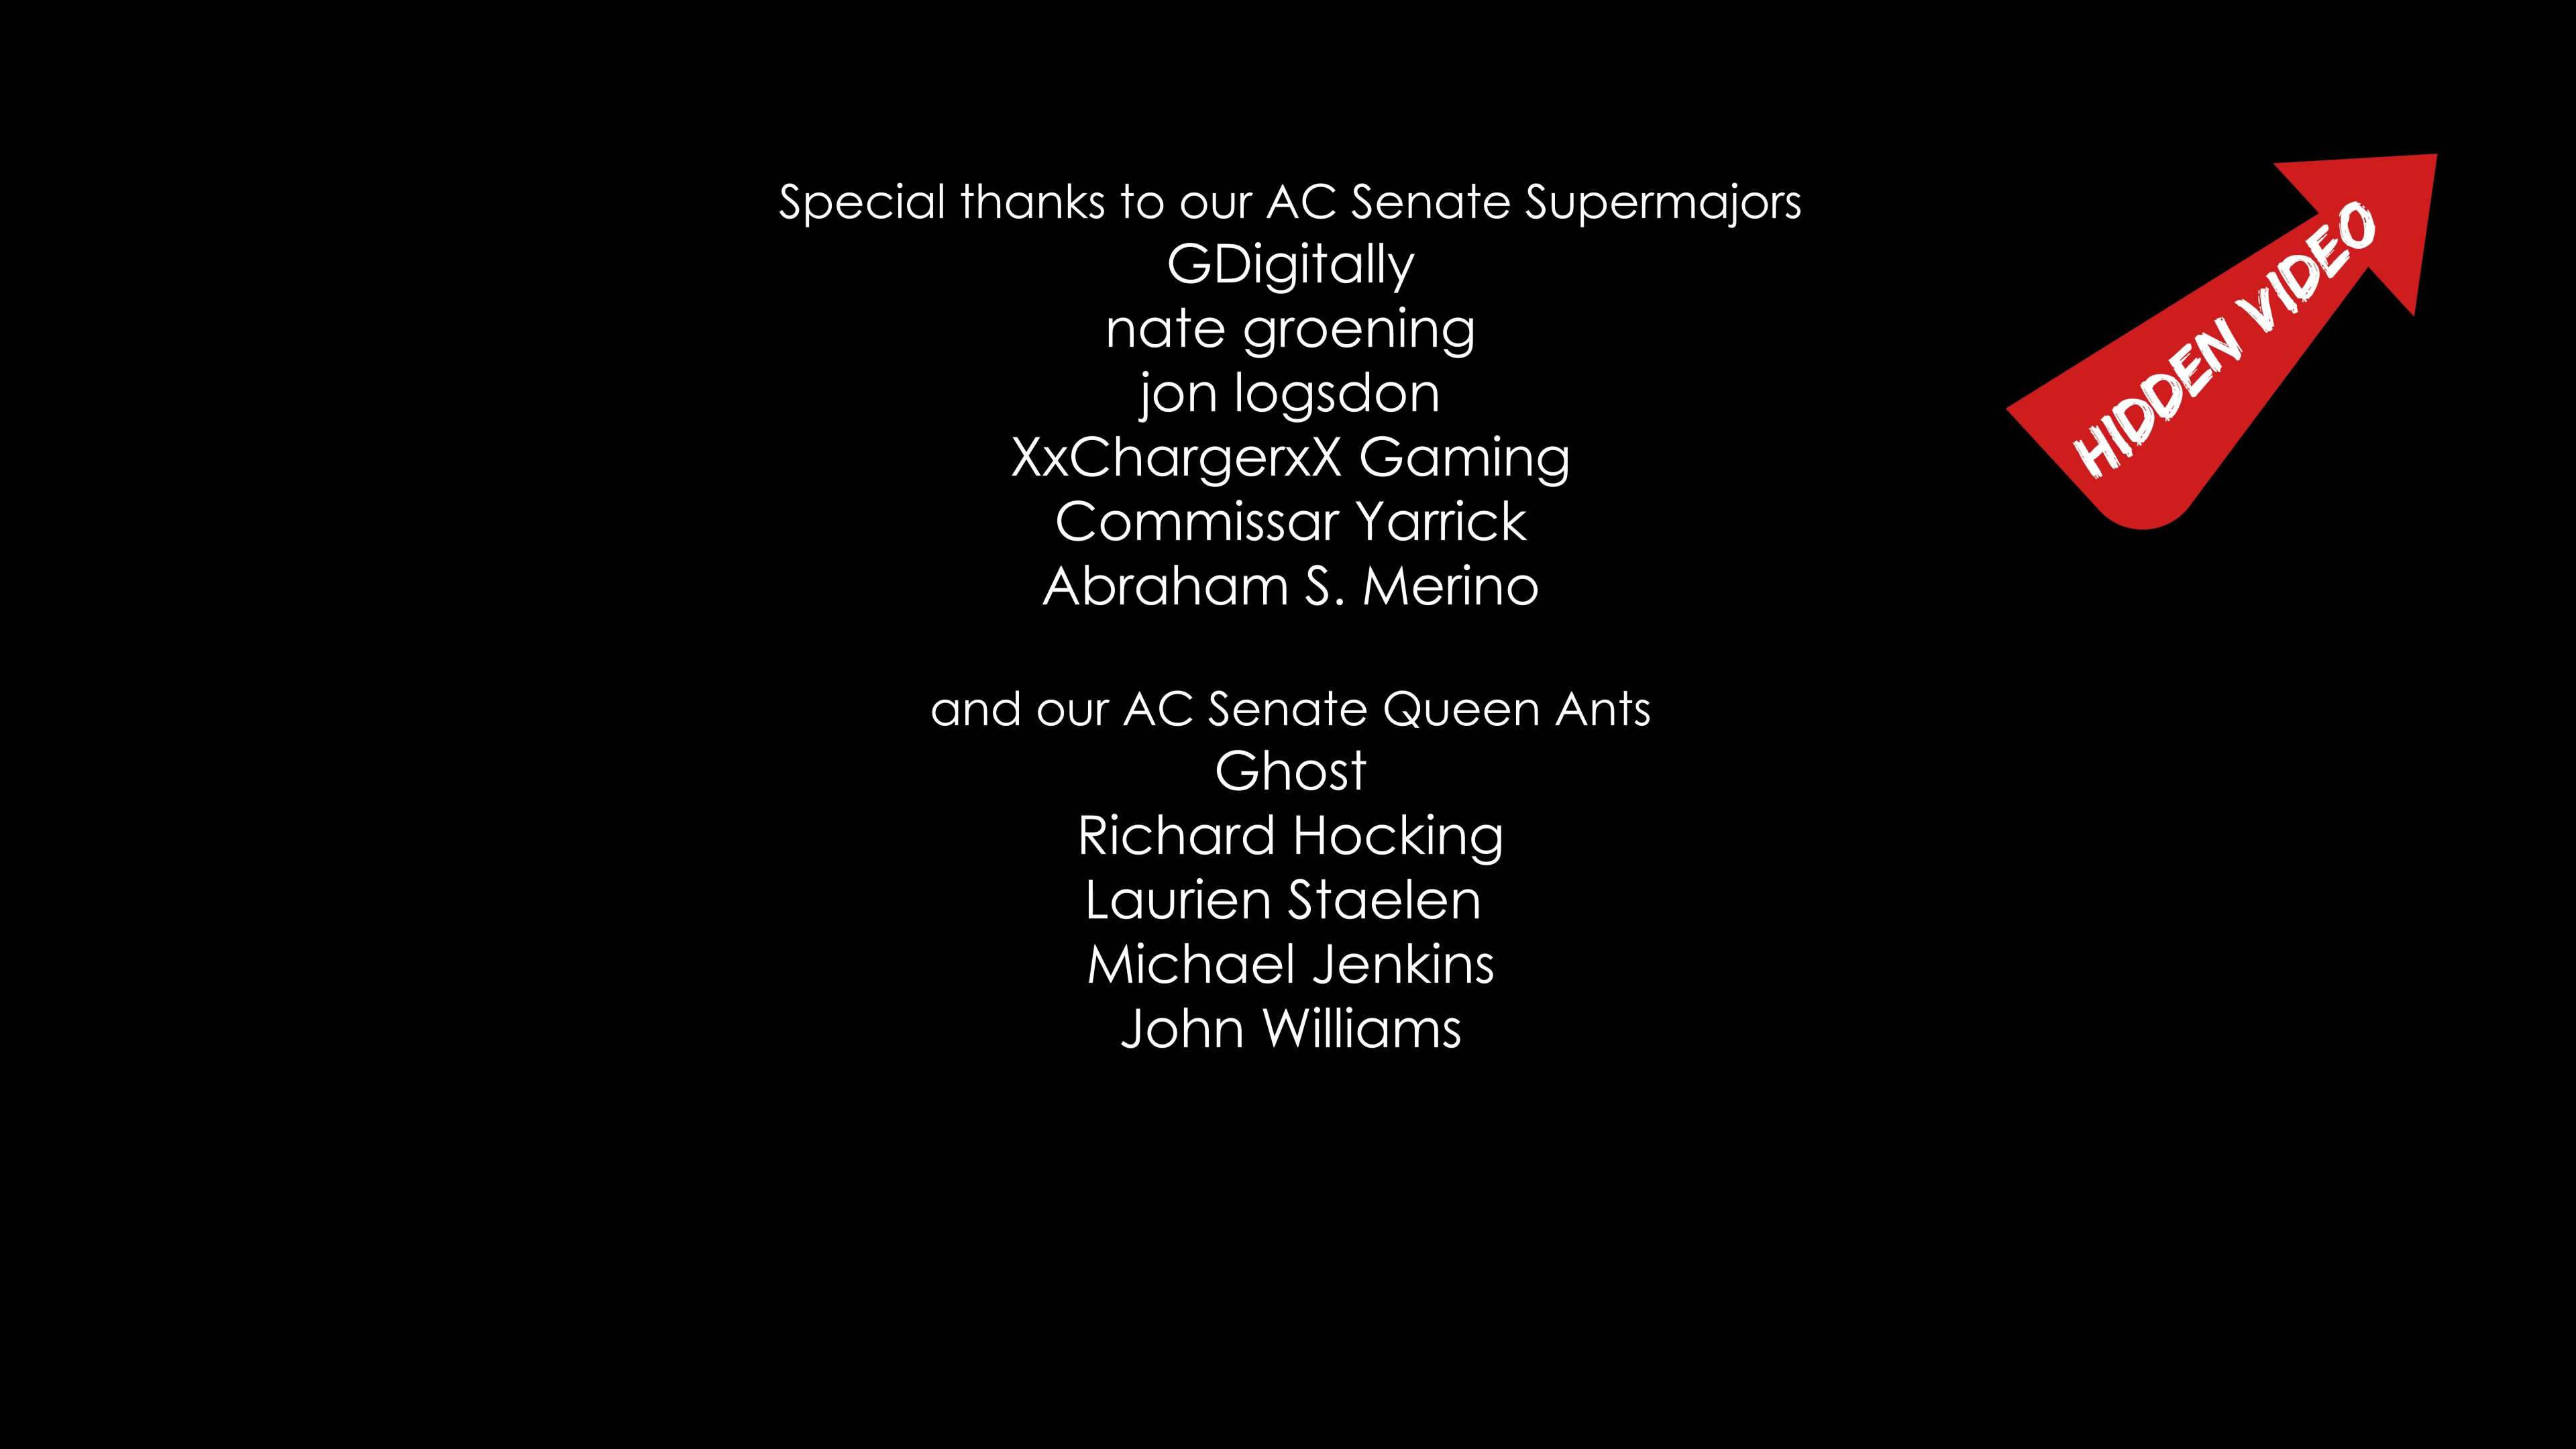 Special thanks to our AC Senate Supermajors
GDigitally
nate groening
jon logsdon
XxChargerxX Gaming
Commissar Yarrick
Abraham S. Merino
and our AC Senate Queen Ants
Ghost
Richard Hocking
Laurien Staelen
Michael Jenkins
John Williams
HIDDEN VIDEO